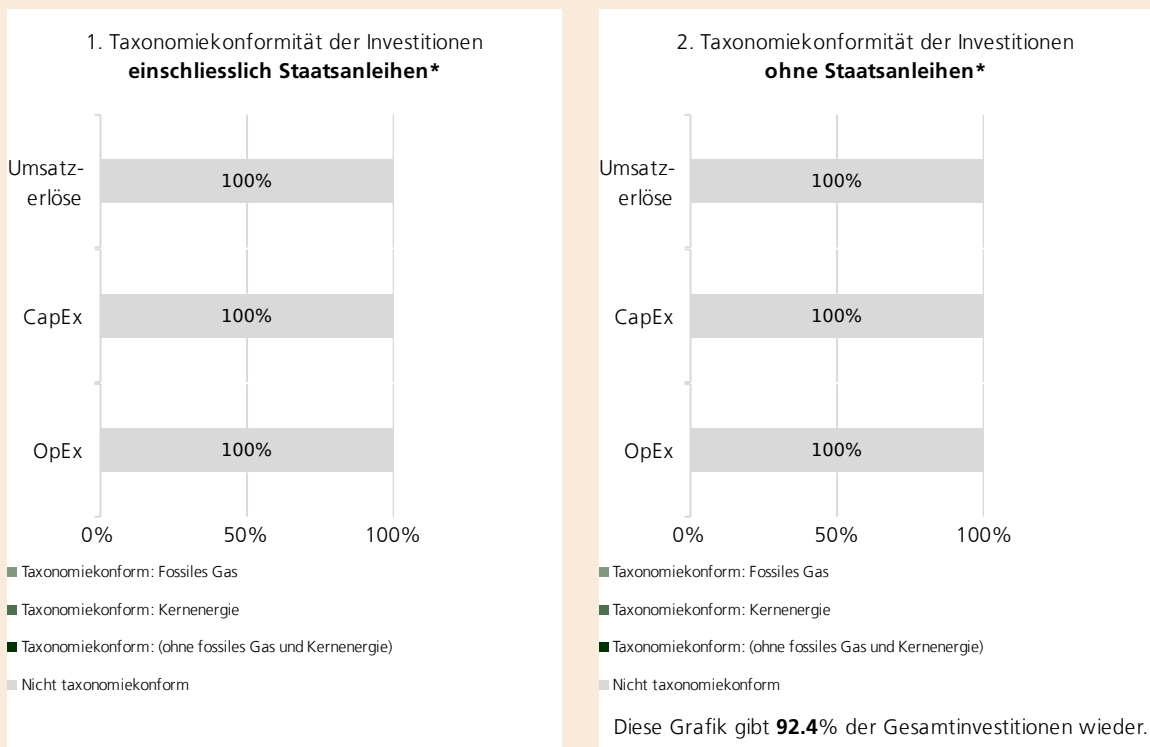 1. Taxonomiekonformität der Investitionen
einschliesslich Staatsanleihen*
Umsatz-
erlöse
100%
CapEx
100%
OpEx
100%
0% 50% 100%
Taxonomiekonform: Fossiles Gas
Taxonomiekonform: Kernenergie
Taxonomiekonform: (ohne fossiles Gas und Kernenergie)
Nicht taxonomiekonform
2. Taxonomiekonformität der Investitionen
ohne Staatsanleihen*
Umsatz-
erlöse
100%
CapEx
100%
OpEx
100%
0% 50% 100%
Taxonomiekonform: Fossiles Gas
Taxonomiekonform: Kernenergie
Taxonomiekonform: (ohne fossiles Gas und Kernenergie)
Nicht taxonomiekonform
Diese Grafik gibt 92.4% der Gesamtinvestitionen wieder.